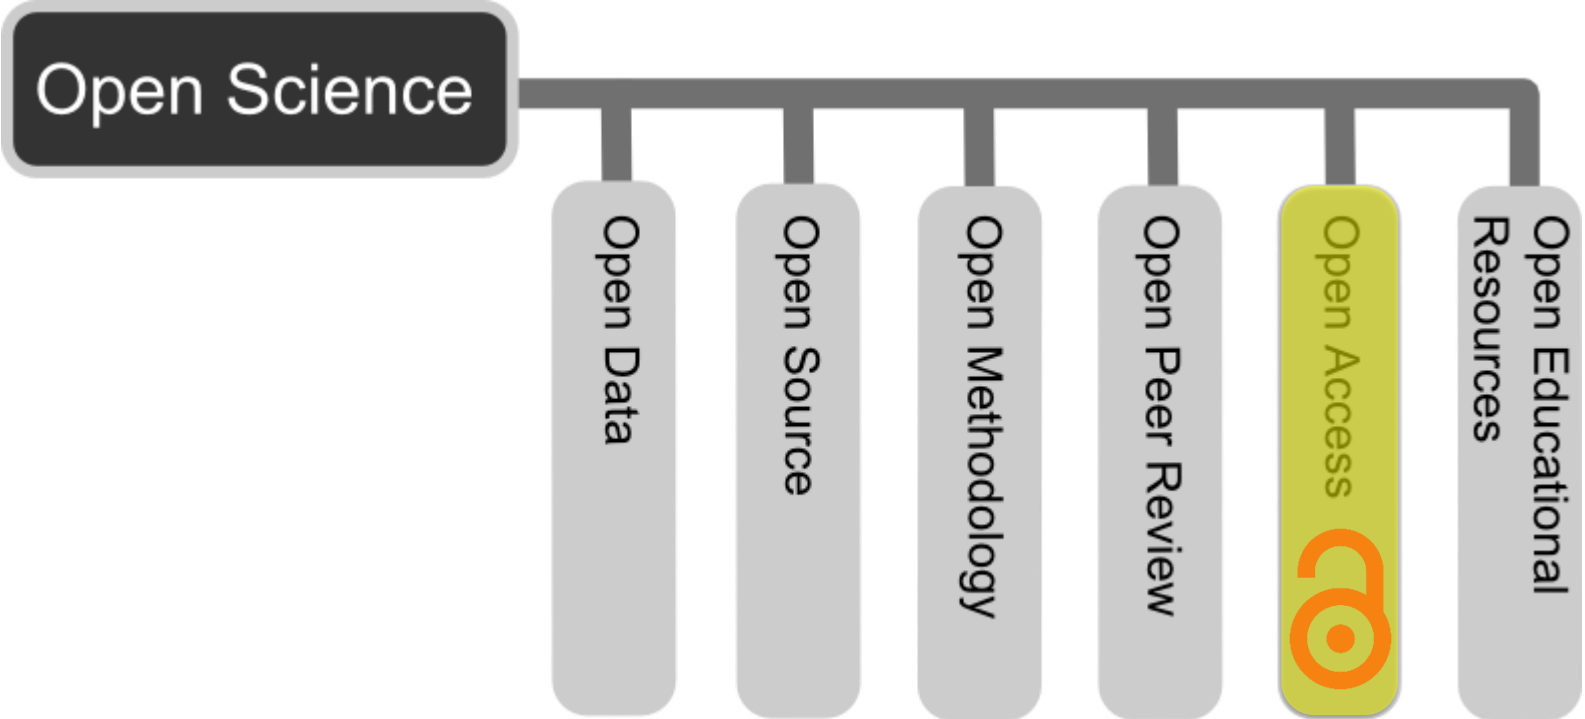 Open Science
Open Data
Open Source
Open Methodology
Open Peer Review
Open Access
Open Educational
Resources